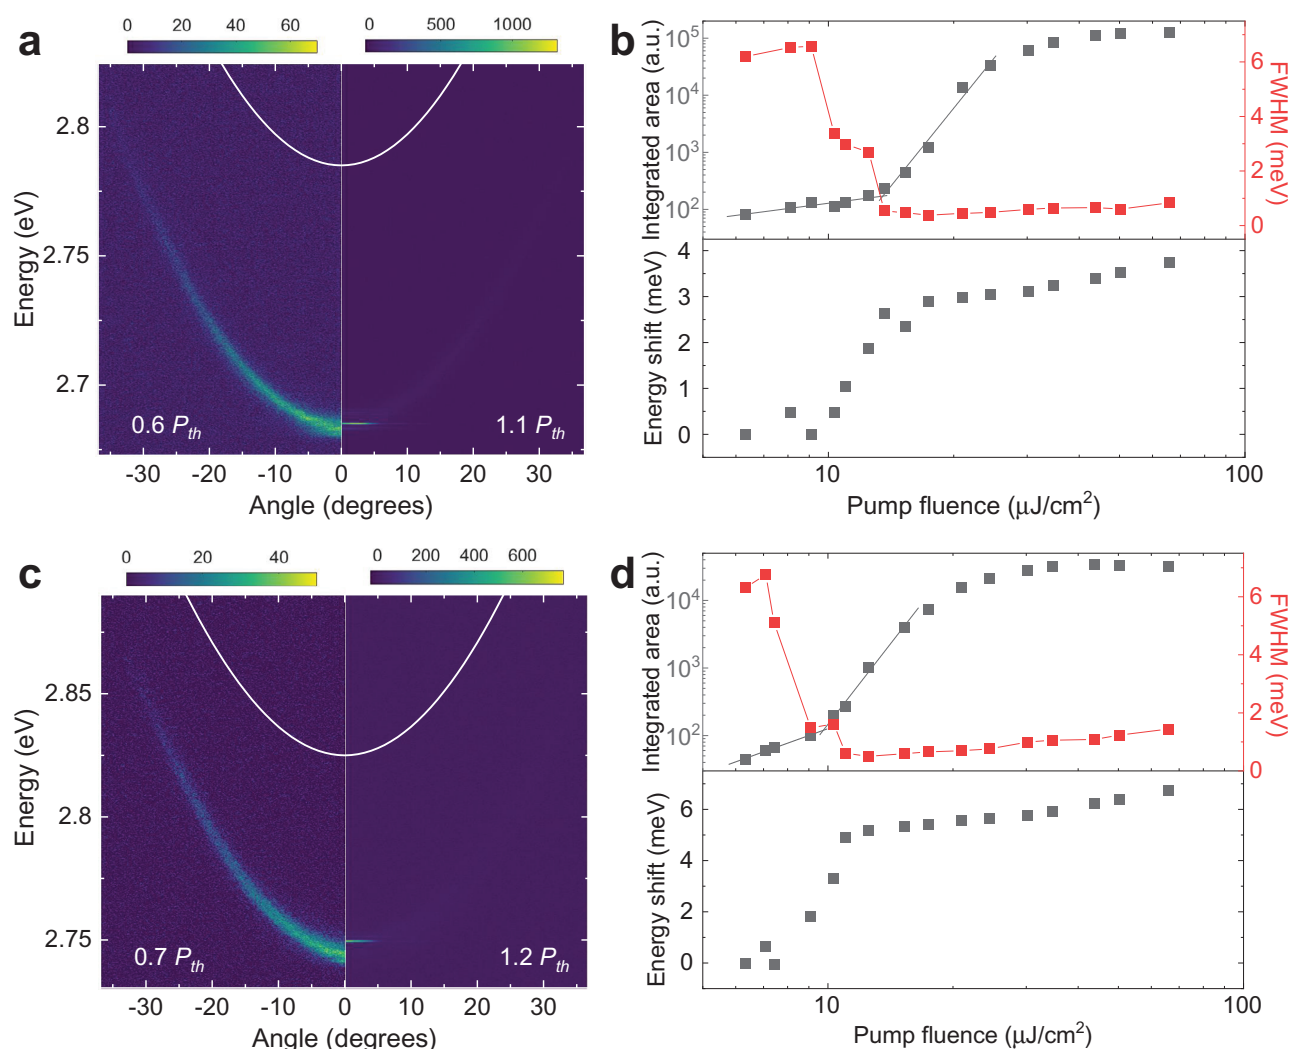 a
0 20 40 60
0 500 1000
Energy (eV)
2.8
2.75
2.7
0.6 P_th
1.1 P_th
-30 -20 -10 0 10 20 30
Angle (degrees)
b
Integrated area (a.u.)
10^5
10^4
10^3
10^2
FWHM (meV)
6
4
2
0
Energy shift (meV)
4
3
2
1
0
10 100
Pump fluence (μJ/cm^2)
c
0 20 40
0 200 400 600
Energy (eV)
2.85
2.8
2.75
0.7 P_th
1.2 P_th
-30 -20 -10 0 10 20 30
Angle (degrees)
d
Integrated area (a.u.)
10^4
10^3
10^2
FWHM (meV)
6
4
2
0
Energy shift (meV)
6
4
2
0
10 100
Pump fluence (μJ/cm^2)